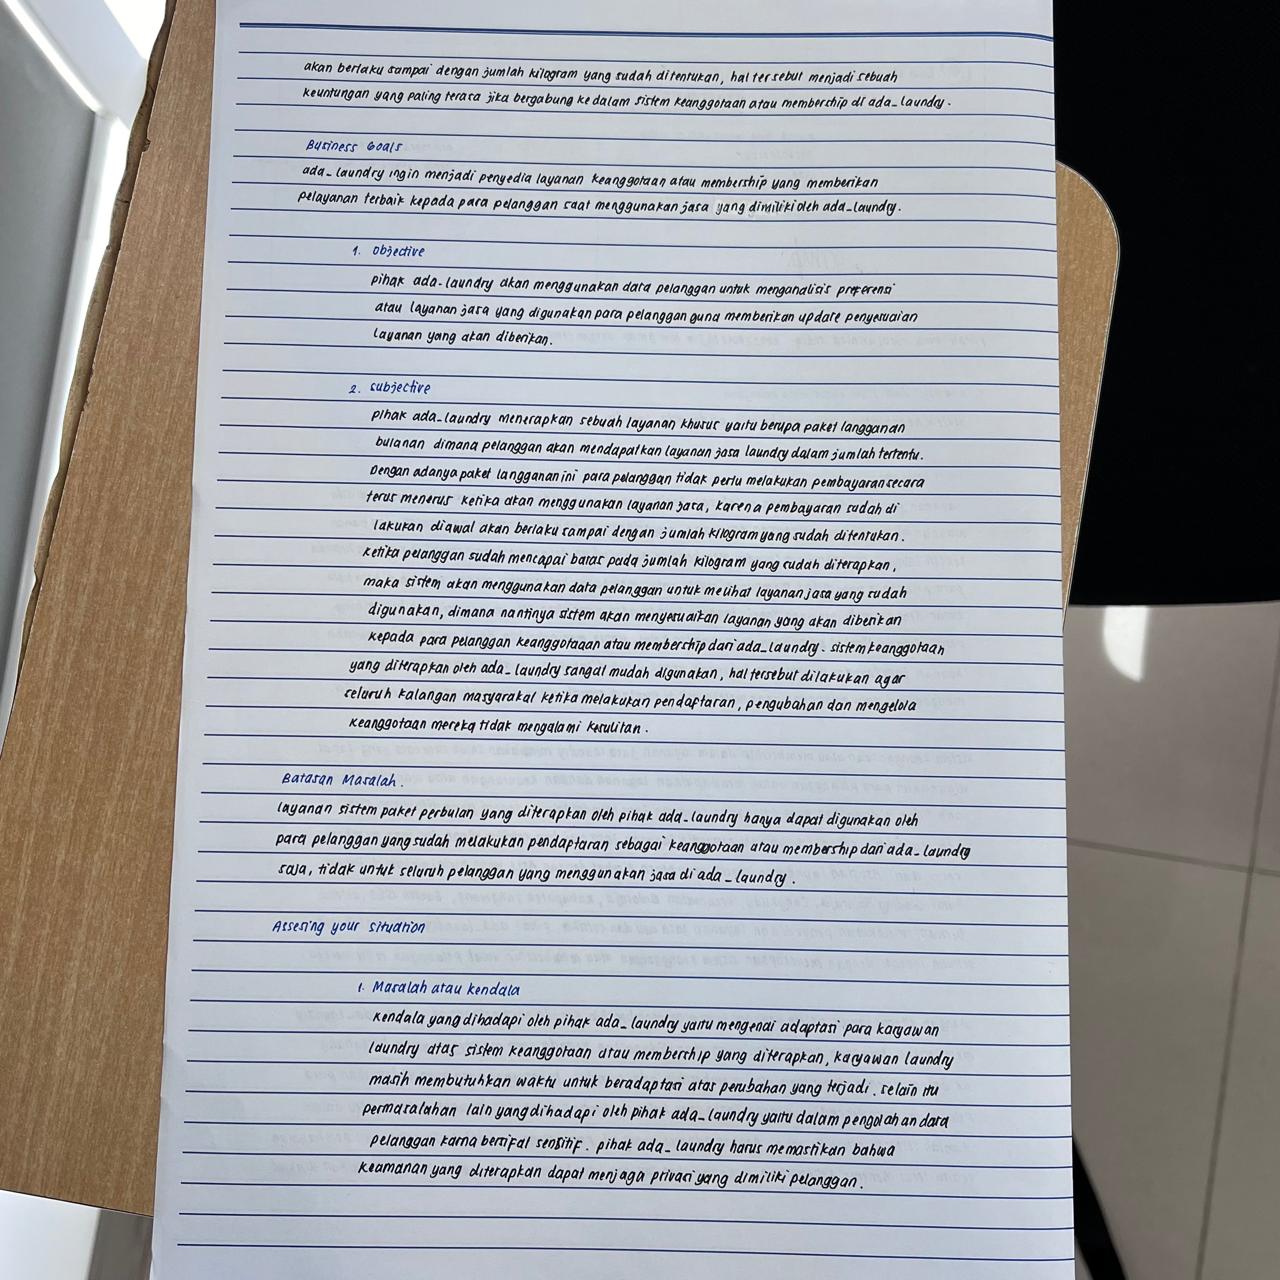 akan berlaku sampai dengan jumlah kilogram yang sudah ditentukan, hal tersebut menjadi sebuah
keuntungan yang paling terasa jika bergabung ke dalam sistem keanggotaan atau membership di ada_laundry.
Business Goals
ada_laundry ingin menjadi penyedia layanan keanggotaan atau membership yang memberikan
pelayanan terbaik kepada para pelanggan saat menggunakan jasa yang dimiliki oleh ada_laundry.
1. objective
pihak ada_laundry akan menggunakan data pelanggan untuk menganalisis preferensi
atau layanan jasa yang digunakan para pelanggan guna memberikan update penyesuaian
layanan yang akan diberikan.
2. subjective
pihak ada_laundry menerapkan sebuah layanan khusus yaitu berupa paket langganan
bulanan dimana pelanggan akan mendapatkan layanan jasa laundry dalam jumlah tertentu.
Dengan adanya paket langganan ini para pelanggan tidak perlu melakukan pembayaran secara
terus menerus ketika akan menggunakan layanan jasa, karena pembayaran sudah di
lakukan diawal akan berlaku sampai dengan jumlah kilogram yang sudah ditentukan.
ketika pelanggan sudah mencapai batas pada jumlah kilogram yang sudah diterapkan,
maka sistem akan menggunakan data pelanggan untuk melihat layanan jasa yang sudah
digunakan, dimana nantinya sistem akan menyesuaikan layanan yang akan diberikan
kepada para pelanggan keanggotaan atau membership dari ada_laundry. sistem keanggotaan
yang diterapkan oleh ada_laundry sangat mudah digunakan, hal tersebut dilakukan agar
seluruh kalangan masyarakat ketika melakukan pendaftaran, pengubahan dan mengelola
keanggotaan mereka tidak mengalami kesulitan.
Batasan Masalah.
layanan sistem paket perbulan yang diterapkan oleh pihak ada_laundry hanya dapat digunakan oleh
para pelanggan yang sudah melakukan pendaftaran sebagai keanggotaan atau membership dari ada_laundry
saja, tidak untuk seluruh pelanggan yang menggunakan jasa di ada_laundry.
Assesing your situation
1. Masalah atau kendala
kendala yang dihadapi oleh pihak ada_laundry yaitu mengenai adaptasi para karyawan
laundry atas sistem keanggotaan atau membership yang diterapkan, karyawan laundry
masih membutuhkan waktu untuk beradaptasi atas perubahan yang terjadi. selain itu
permasalahan lain yang dihadapi oleh pihak ada_laundry yaitu dalam pengolahan data
pelanggan karna bersifat sensitif. pihak ada_laundry harus memastikan bahwa
keamanan yang diterapkan dapat menjaga privasi yang dimiliki pelanggan.